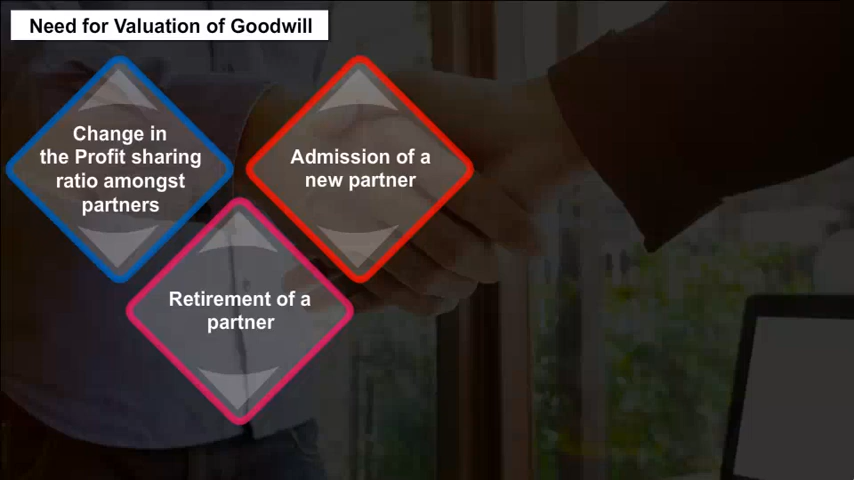 Need for Valuation of Goodwill
Change in
the Profit sharing
ratio amongst
partners
Admission of a
new partner
Retirement of a
partner